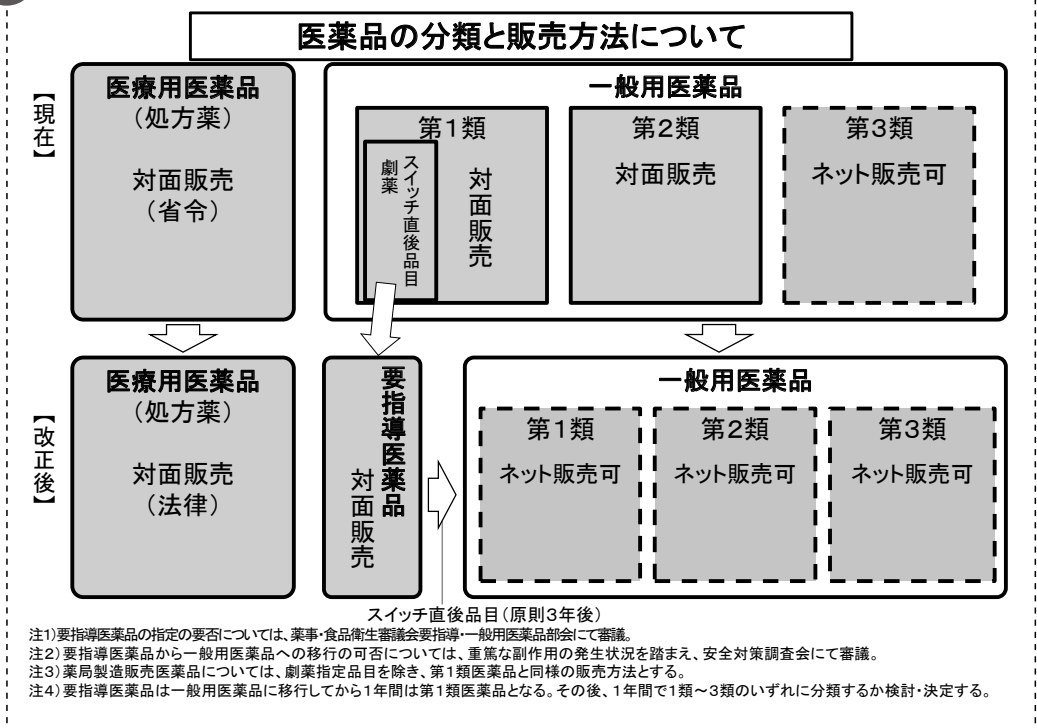 医薬品の分類と販売方法について
【現在】
医療用医薬品
（処方薬）
対面販売
（省令）
一般用医薬品
第1類
スイッチ直後品目
劇薬
対面販売
第2類
対面販売
第3類
ネット販売可
【改正後】
医療用医薬品
（処方薬）
対面販売
（法律）
要指導医薬品
対面販売
一般用医薬品
第1類
ネット販売可
第2類
ネット販売可
第3類
ネット販売可
スイッチ直後品目（原則3年後）
注1）要指導医薬品の指定の要否については、薬事・食品衛生審議会要指導・一般用医薬品部会にて審議。
注2）要指導医薬品から一般用医薬品への移行の可否については、重篤な副作用の発生状況を踏まえ、安全対策調査会にて審議。
注3）薬局製造販売医薬品については、劇薬指定品目を除き、第1類医薬品と同様の販売方法とする。
注4）要指導医薬品は一般用医薬品に移行してから1年間は第1類医薬品となる。その後、1年間で1類～3類のいずれに分類するか検討・決定する。